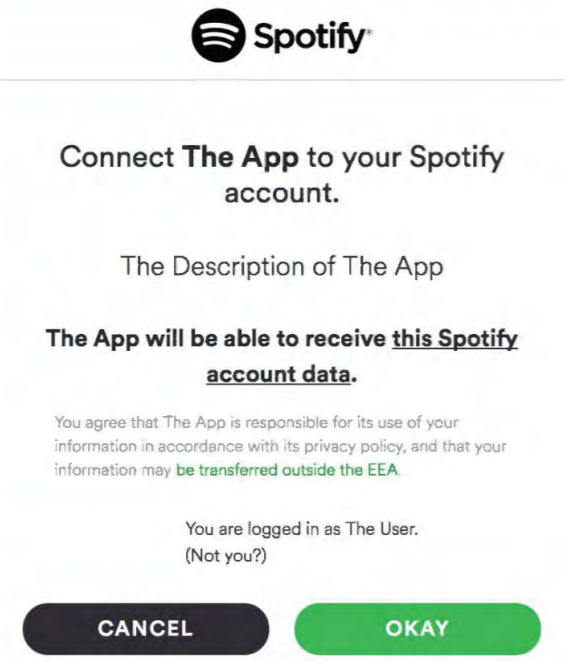 Spotify®
Connect The App to your Spotify
account.
The Description of The App
The App will be able to receive this Spotify
account data.
You agree that The App is responsible for its use of your
information in accordance with its privacy policy, and that your
information may be transferred outside the EEA.
You are logged in as The User.
(Not you?)
CANCEL
OKAY